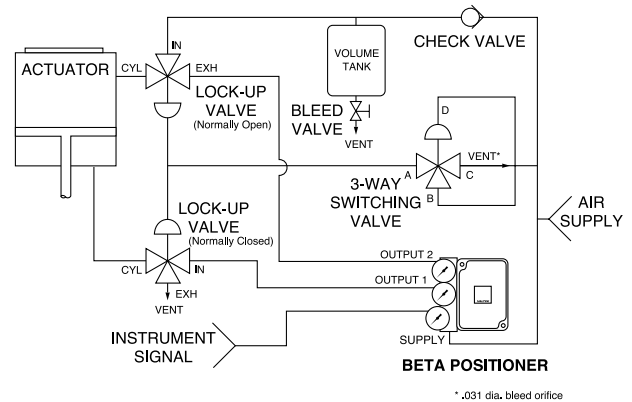 IN
ACTUATOR
CYL
EXH
VOLUME
TANK
CHECK VALVE
LOCK-UP
VALVE
(Normally Open)
BLEED
VALVE
VENT
D
A
VENT*
C
B
3-WAY
SWITCHING
VALVE
LOCK-UP
VALVE
(Normally Closed)
AIR
SUPPLY
CYL
IN
EXH
VENT
OUTPUT 2
OUTPUT 1
SUPPLY
INSTRUMENT
SIGNAL
BETA POSITIONER
* .031 dia. bleed orifice